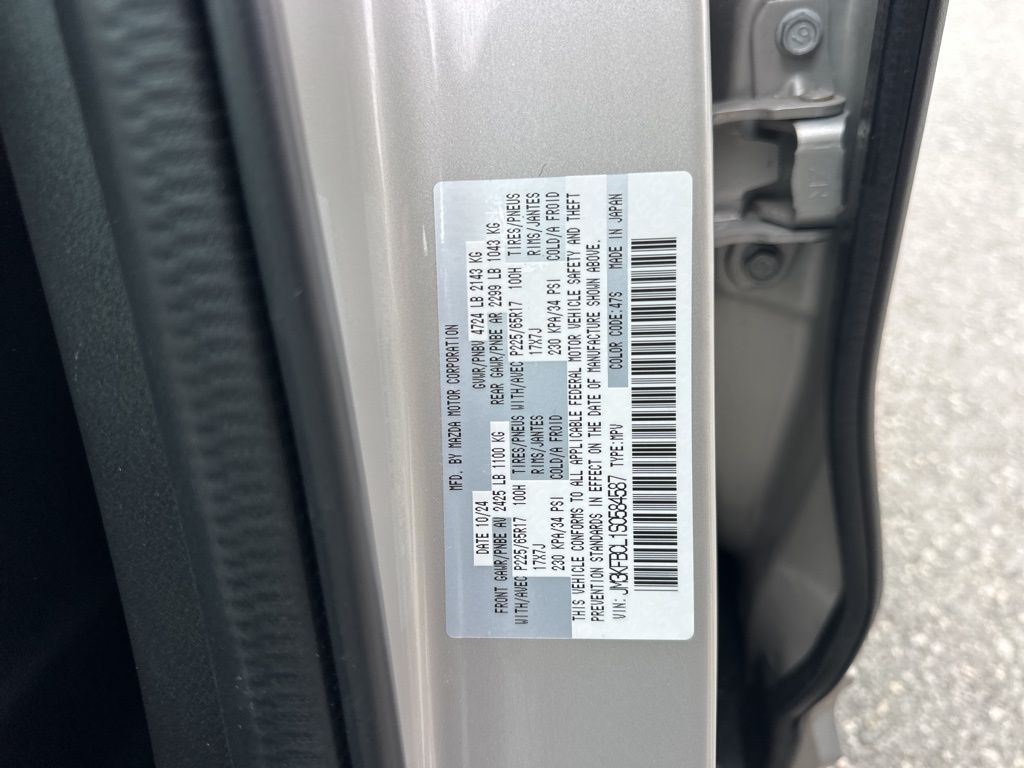 MFD. BY MAZDA MOTOR CORPORATION
DATE 10/24 GVWR/PNBV 4724 LB 2143 KG
FRONT GAWR/PNBE AV 2425 LB 1100 KG REAR GAWR/PNBE AR 2299 LB 1043 KG
WITH/AVEC P225/65R17 100H TIRES/PNEUS WITH/AVEC P225/65R17 100H TIRES/PNEUS
17X7J RIMS/JANTES 17X7J RIMS/JANTES
230 KPA/34 PSI COLD/A FROID 230 KPA/34 PSI COLD/A FROID
THIS VEHICLE CONFORMS TO ALL APPLICABLE FEDERAL MOTOR VEHICLE SAFETY AND THEFT
PREVENTION STANDARDS IN EFFECT ON THE DATE OF MANUFACTURE SHOWN ABOVE.
VIN: JM3KFBCL1S0584587 TYPE:MPV COLOR CODE:47S MADE IN JAPAN